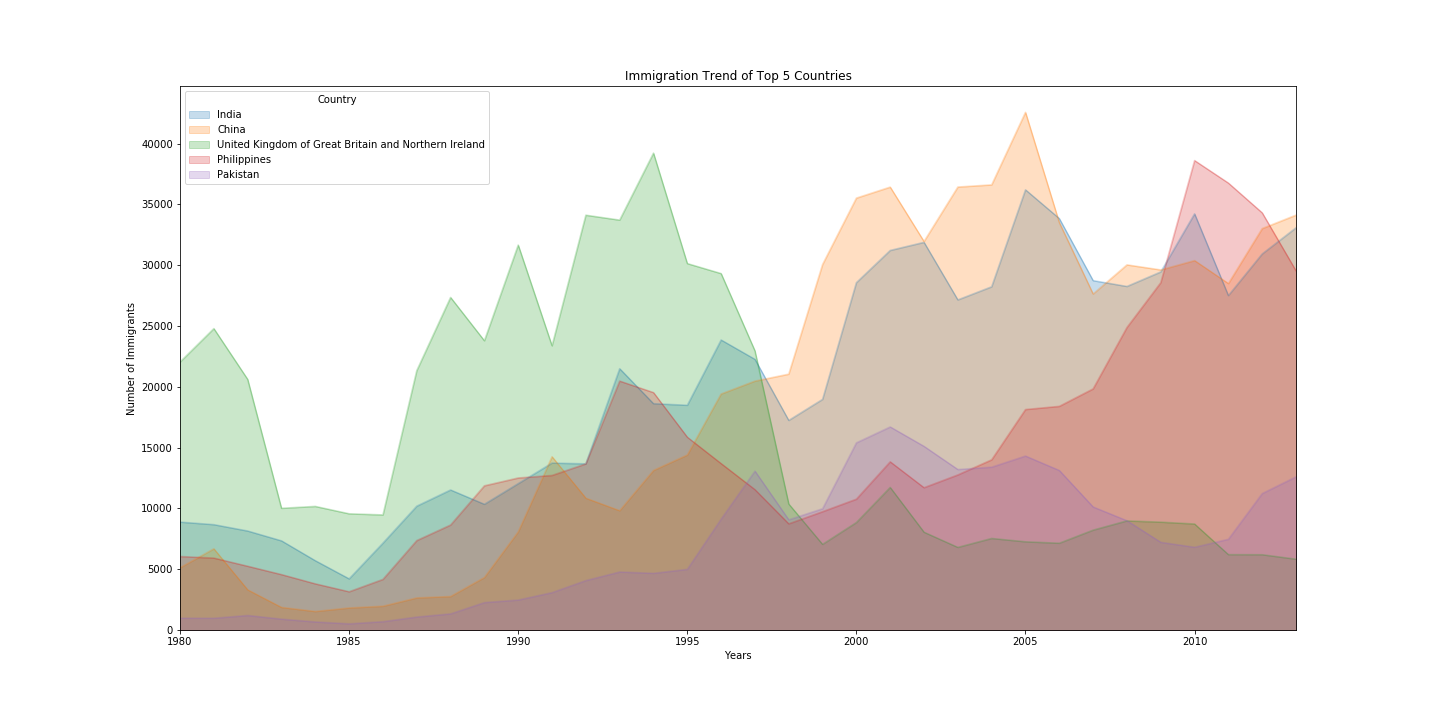 Immigration Trend of Top 5 Countries
Country
India
China
United Kingdom of Great Britain and Northern Ireland
Philippines
Pakistan
Number of Immigrants
40000
35000
30000
25000
20000
15000
10000
5000
0
1980 1985 1990 1995 2000 2005 2010
Years